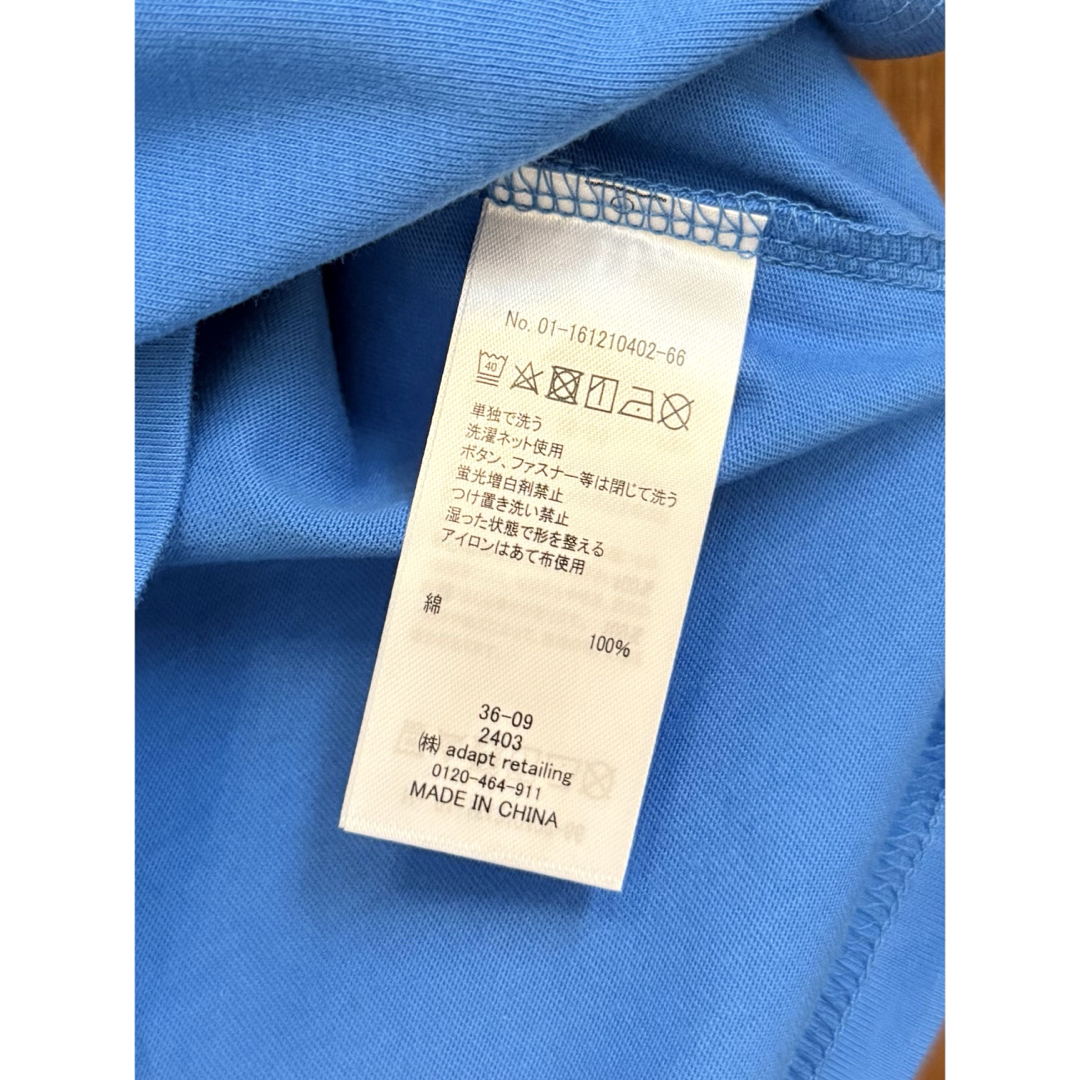 No. 01-161210402-66
40
単独で洗う
洗濯ネット使用
ボタン、ファスナー等は閉じて洗う
蛍光増白剤禁止
つけ置き洗い禁止
湿った状態で形を整える
アイロンはあて布使用
綿
100%
36-09
2403
㈱ adapt retailing
0120-464-911
MADE IN CHINA